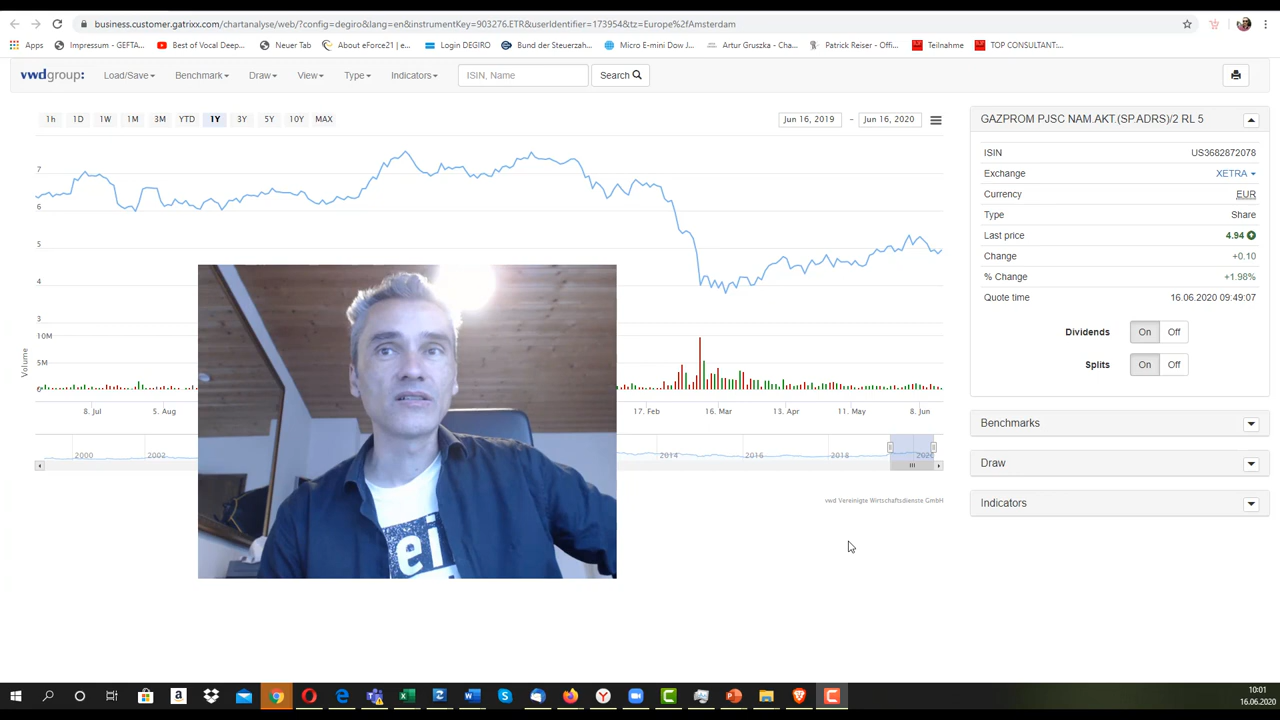 business.customer.gatrixx.com/chartanalyse/web/?config=degiro&lang=en&instrumentKey=903276.ETR&userIdentifier=173954&tz=Europe%2fAmsterdam
Apps Impressum - GEFTA... Best of Vocal Deep... Neuer Tab About eForce21 | e... Login DEGIRO Bund der Steuerzah... Micro E-mini Dow J... Artur Gruszka - Cha... Patrick Reiser - Offi... Teilnahme TOP CONSULTANT:...
vwdgroup: Load/Save Benchmark Draw View Type Indicators ISIN, Name Search
1h 1D 1W 1M 3M YTD 1Y 3Y 5Y 10Y MAX Jun 16, 2019 – Jun 16, 2020
7
6
5
4
3
10M
5M
0
Volume
8. Jul 5. Aug 17. Feb 16. Mar 13. Apr 11. May 8. Jun
2000 2002 2014 2016 2018
vwd Vereinigte Wirtschaftsdienste GmbH
GAZPROM PJSC NAM.AKT.(SP.ADRS)/2 RL 5
ISIN US3682872078
Exchange XETRA
Currency EUR
Type Share
Last price 4.94
Change +0.10
% Change +1.98%
Quote time 16.06.2020 09:49:07
Dividends On Off
Splits On Off
Benchmarks
Draw
Indicators
ei
10:01
16.06.2020